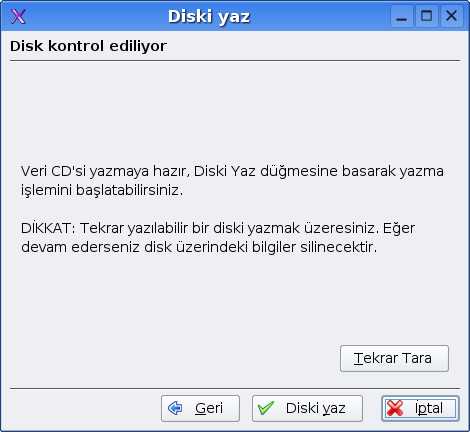 Diski yaz
Disk kontrol ediliyor
Veri CD'si yazmaya hazır, Diski Yaz düğmesine basarak yazma
işlemini başlatabilirsiniz.
DİKKAT: Tekrar yazılabilir bir diski yazmak üzeresiniz. Eğer
devam ederseniz disk üzerindeki bilgiler silinecektir.
Tekrar Tara
Geri
Diski yaz
İptal